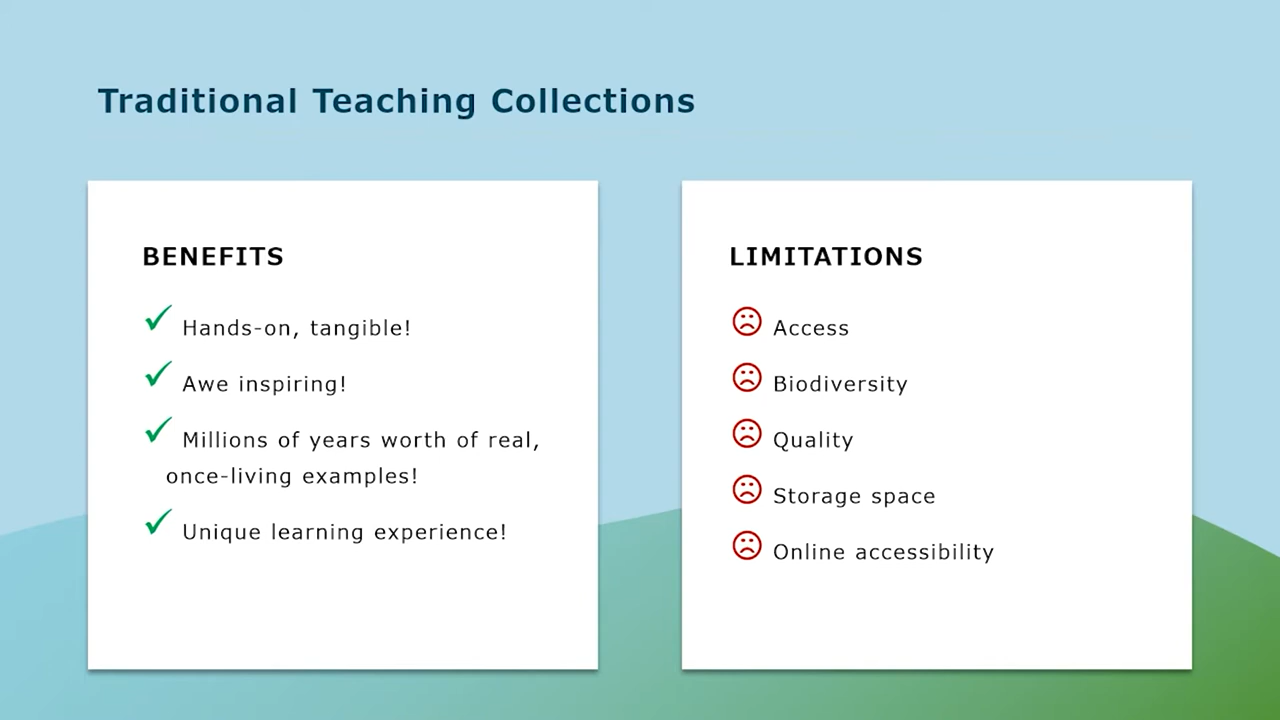 Traditional Teaching Collections
BENEFITS
Hands-on, tangible!
Awe inspiring!
Millions of years worth of real,
once-living examples!
Unique learning experience!
LIMITATIONS
Access
Biodiversity
Quality
Storage space
Online accessibility